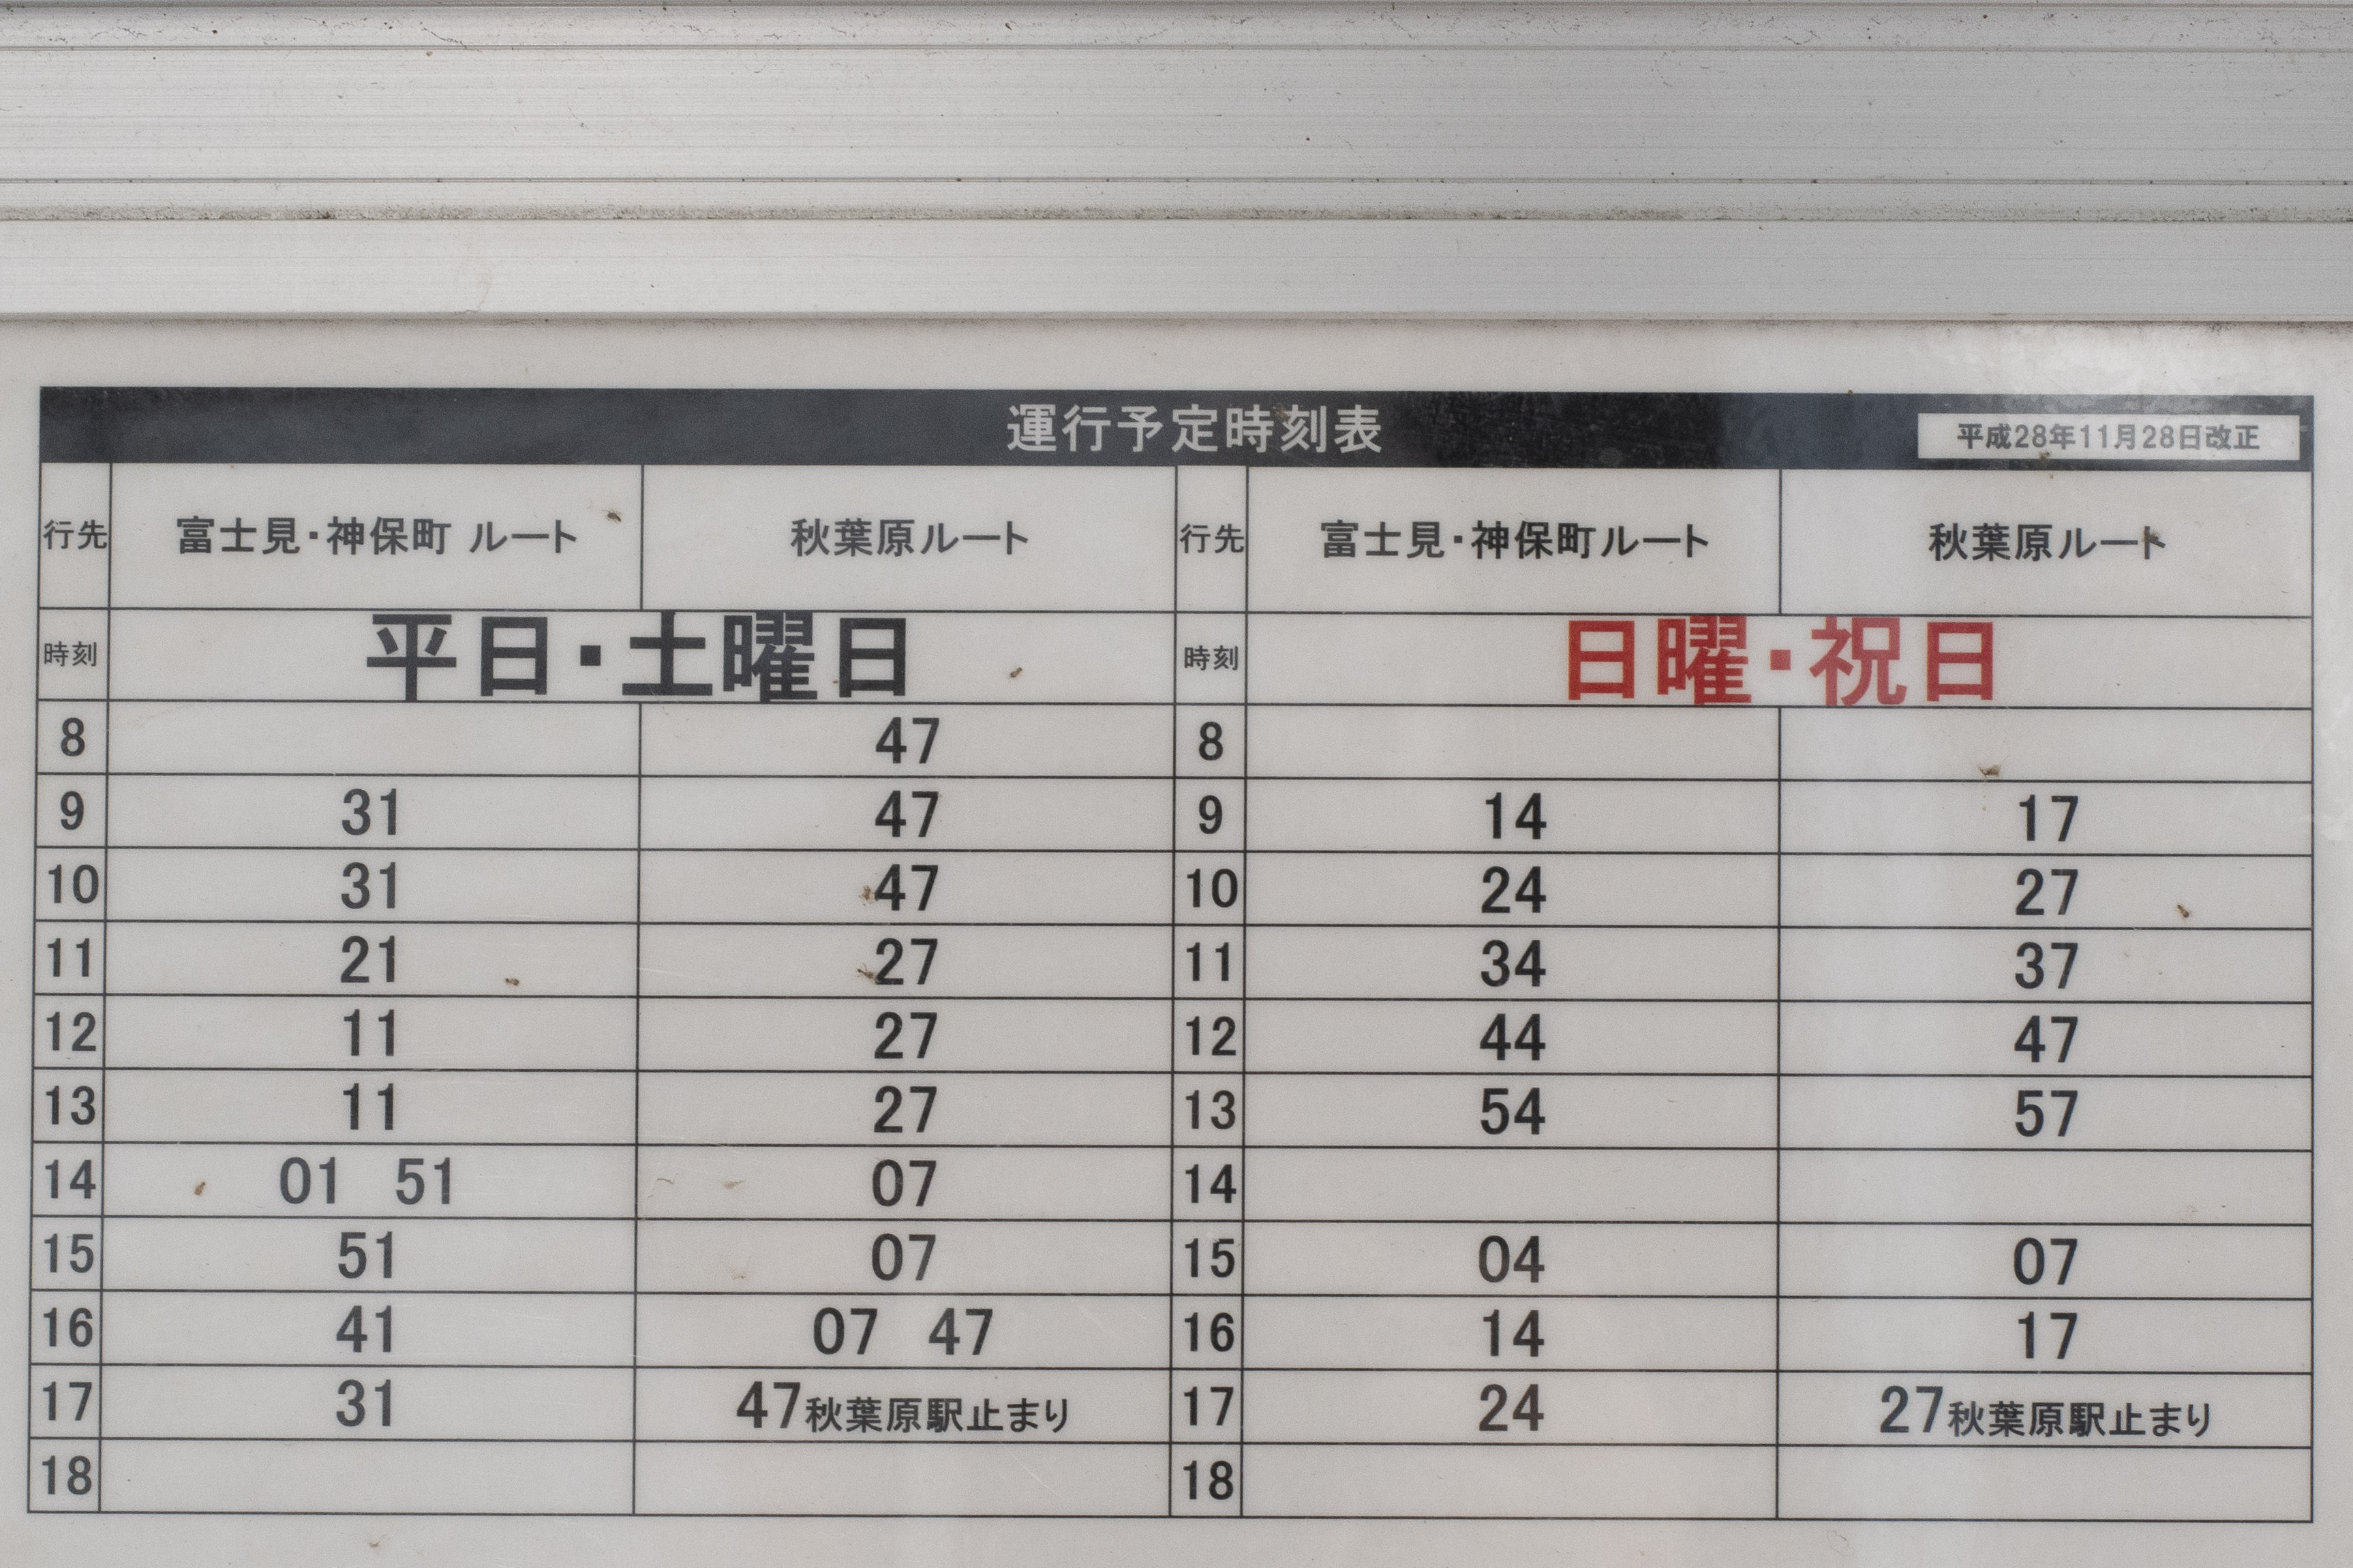 運行予定時刻表 平成28年11月28日改正
行先 富士見・神保町 ルート 秋葉原ルート 行先 富士見・神保町ルート 秋葉原ルート
時刻 平日・土曜日 時刻 日曜・祝日
8 47 8
9 31 47 9 14 17
10 31 47 10 24 27
11 21 27 11 34 37
12 11 27 12 44 47
13 11 27 13 54 57
14 01 51 07 14
15 51 07 15 04 07
16 41 07 47 16 14 17
17 31 47秋葉原駅止まり 17 24 27秋葉原駅止まり
18 18